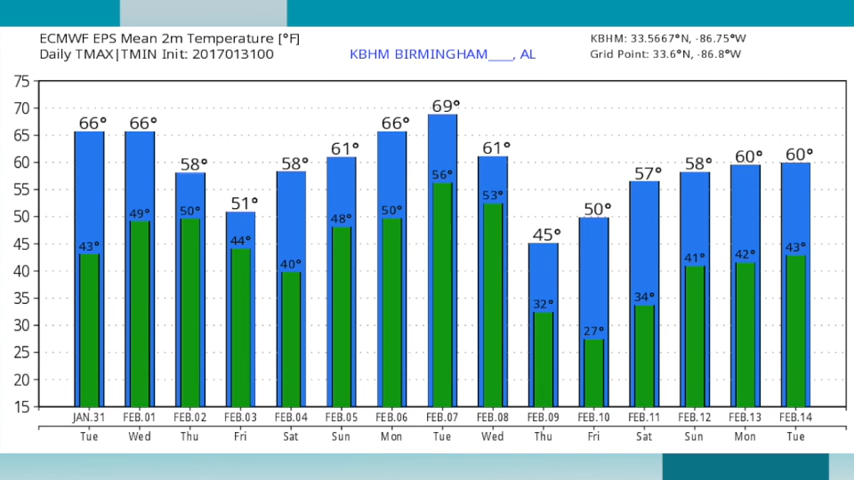 ECMWF EPS Mean 2m Temperature [°F]
Daily TMAX|TMIN Init: 2017013100
KBHM BIRMINGHAM____, AL
KBHM: 33.5667°N, -86.75°W
Grid Point: 33.6°N, -86.8°W
75
70
65
60
55
50
45
40
35
30
25
20
15
66° 66° 58° 51° 58° 61° 66° 69° 61° 45° 50° 57° 58° 60° 60°
43° 49° 50° 44° 40° 48° 50° 56° 53° 32° 27° 34° 41° 42° 43°
JAN.31 FEB.01 FEB.02 FEB.03 FEB.04 FEB.05 FEB.06 FEB.07 FEB.08 FEB.09 FEB.10 FEB.11 FEB.12 FEB.13 FEB.14
Tue Wed Thu Fri Sat Sun Mon Tue Wed Thu Fri Sat Sun Mon Tue